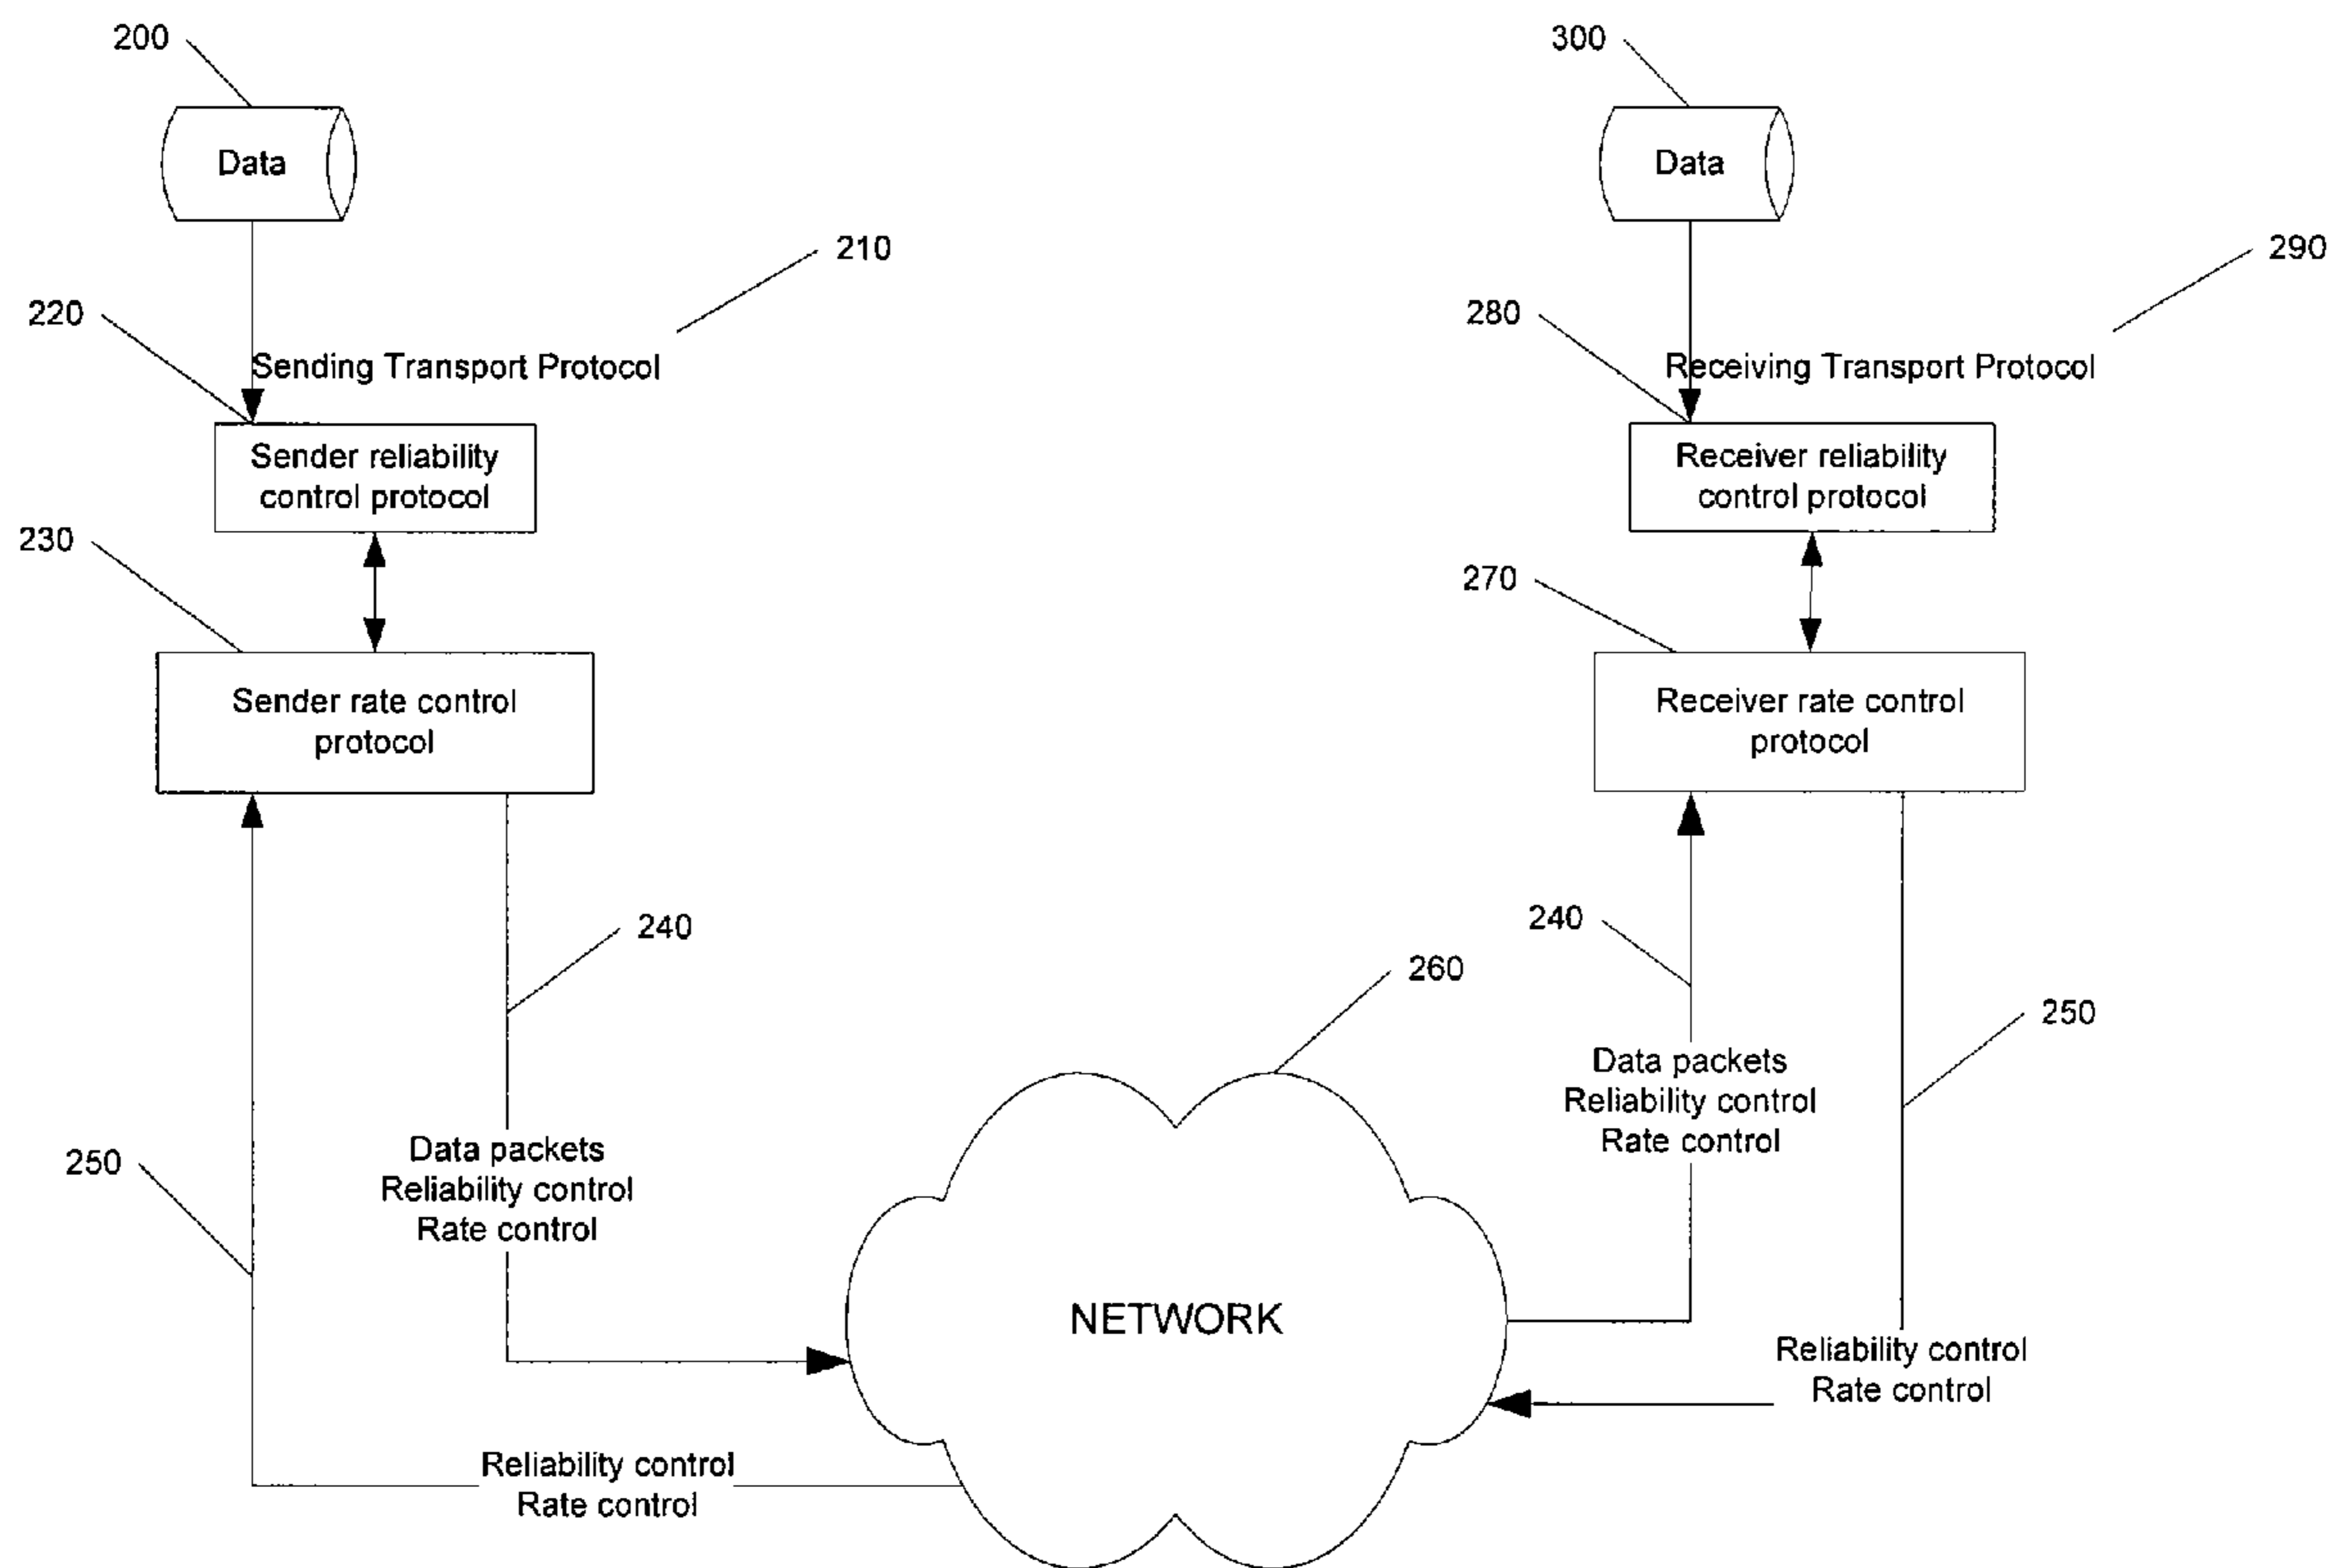 200
300
Data
Data
210
290
220
280
Sending Transport Protocol
Receiving Transport Protocol
Sender reliability
control protocol
Receiver reliability
control protocol
230
270
Sender rate control
protocol
Receiver rate control
protocol
240
240
260
250
Data packets
Reliability control
Rate control
250
Data packets
Reliability control
Rate control
NETWORK
Reliability control
Rate control
Reliability control
Rate control